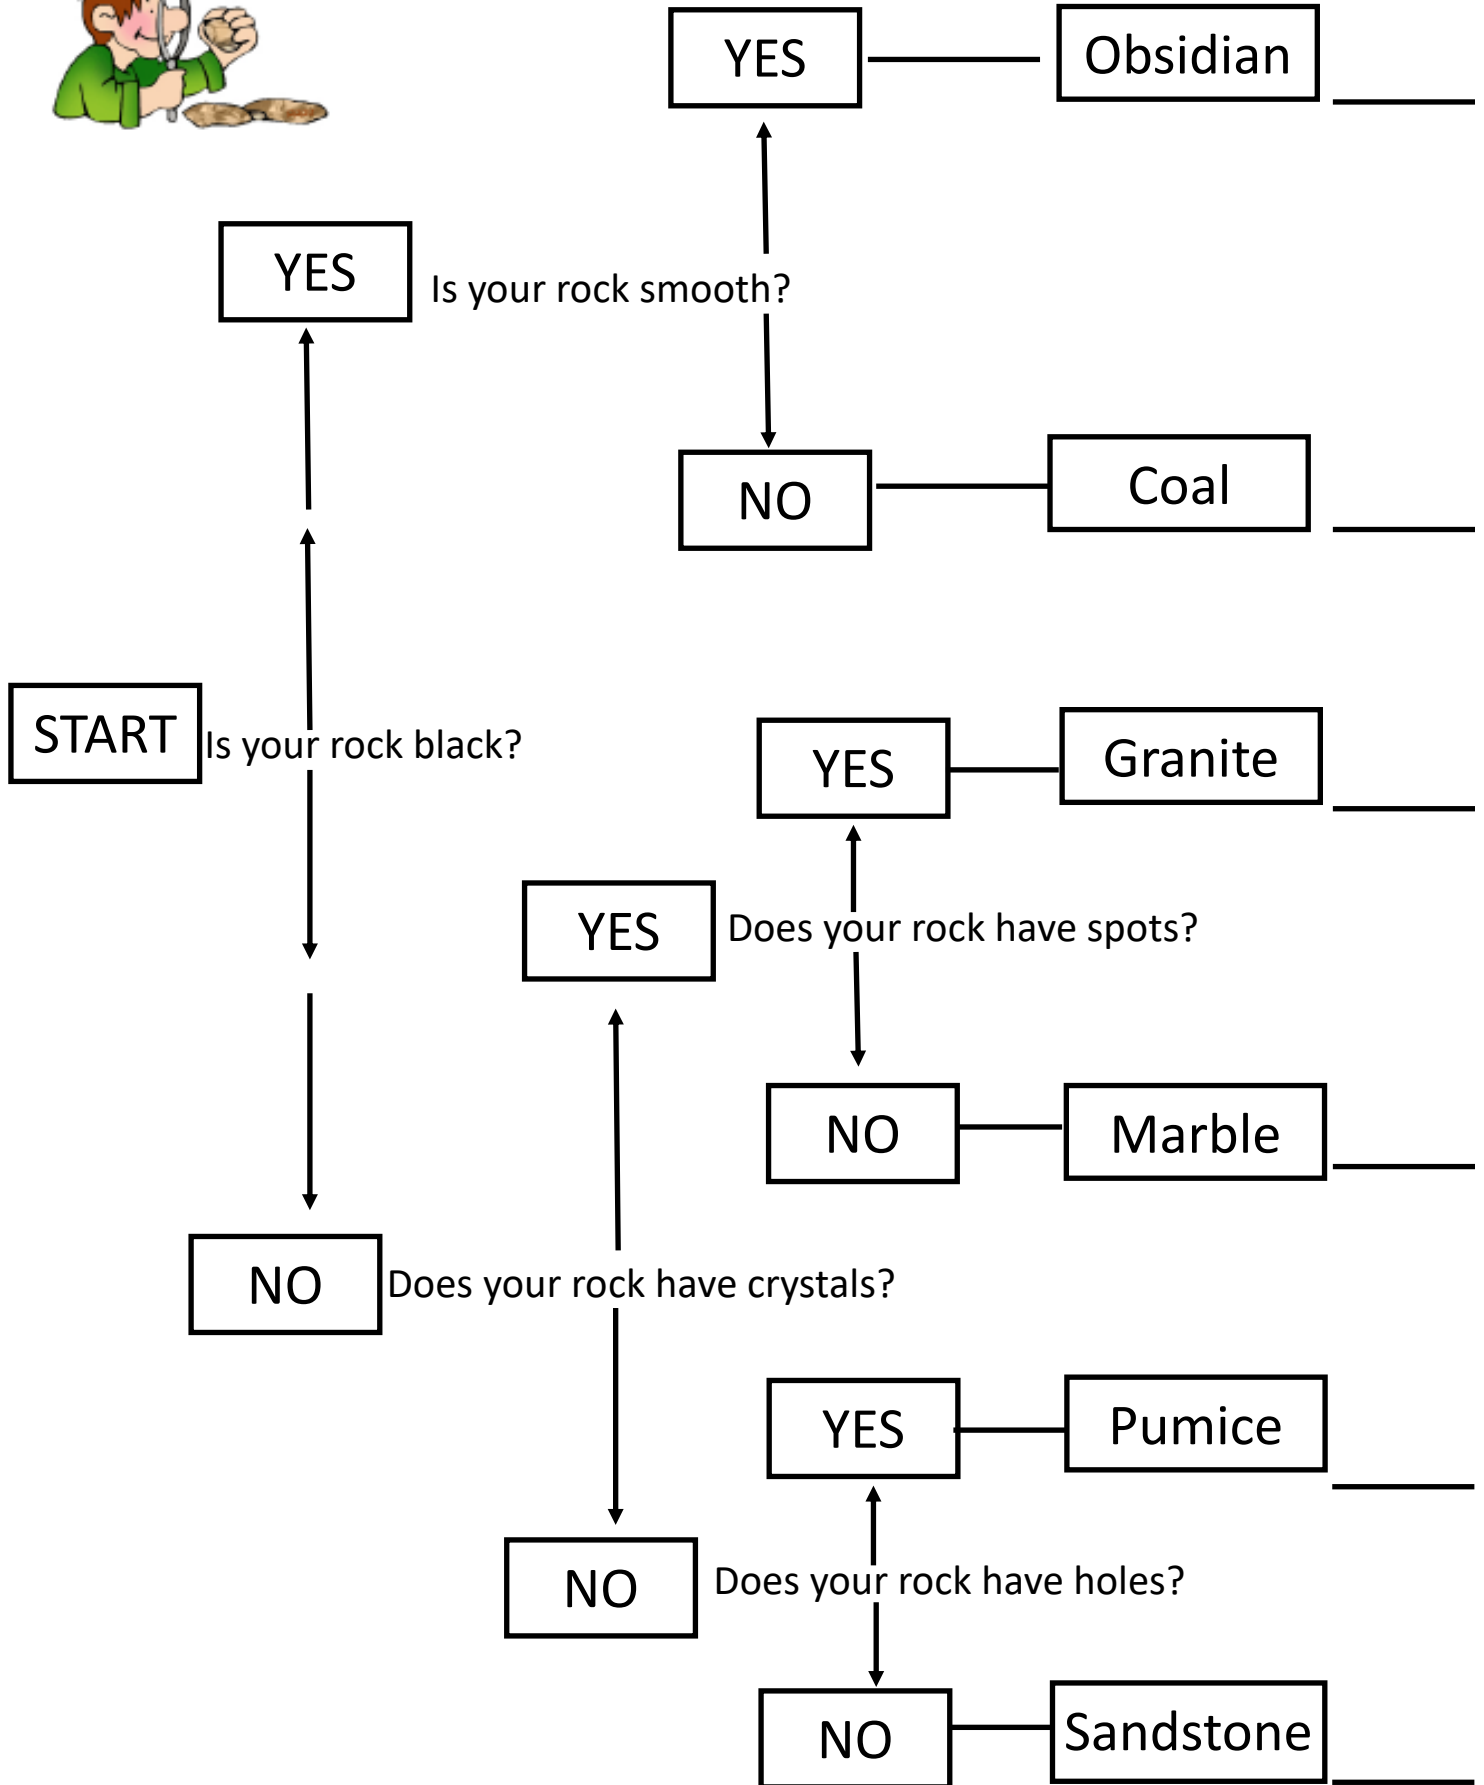 YES
Obsidian
YES
Is your rock smooth?
NO
Coal
START
Is your rock black?
YES
Granite
YES
Does your rock have spots?
NO
Marble
NO
Does your rock have crystals?
YES
Pumice
NO
Does your rock have holes?
NO
Sandstone